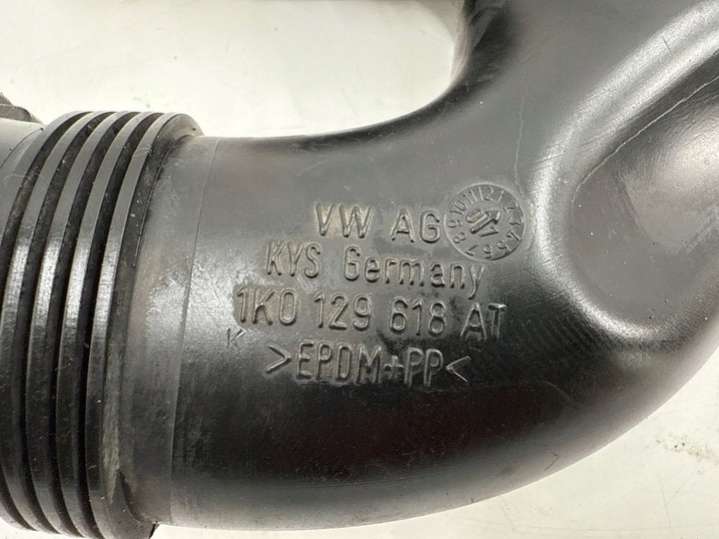 VW AG
KYS Germany
1K0 129 618 AT
K
>EPDM+PP<